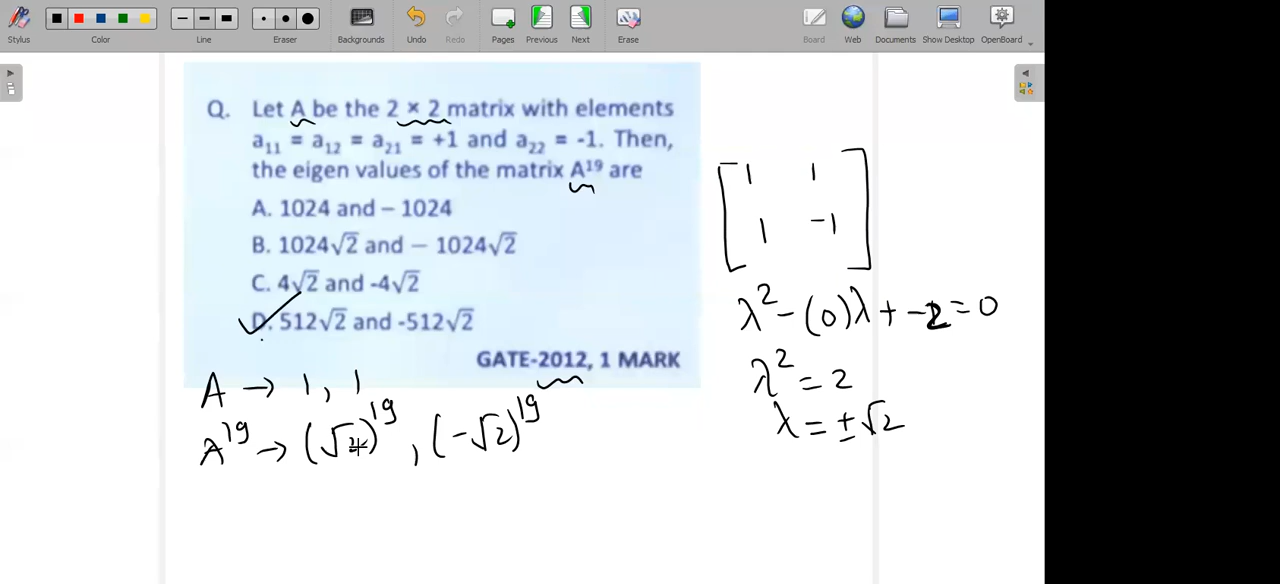 Stylus Color Line Eraser Backgrounds Undo Redo Pages Previous Next Erase Board Web Documents Show Desktop OpenBoard
Q. Let A be the 2 × 2 matrix with elements
a₁₁ = a₁₂ = a₂₁ = +1 and a₂₂ = -1. Then,
the eigen values of the matrix A¹⁹ are
A. 1024 and – 1024
B. 1024√2 and – 1024√2
C. 4√2 and -4√2
D. 512√2 and -512√2
GATE-2012, 1 MARK
A → 1, 1
A¹⁹ → (√2)¹⁹, (-√2)¹⁹
1 1
1 -1
λ² - (0)λ + -2 = 0
λ² = 2
λ = ±√2